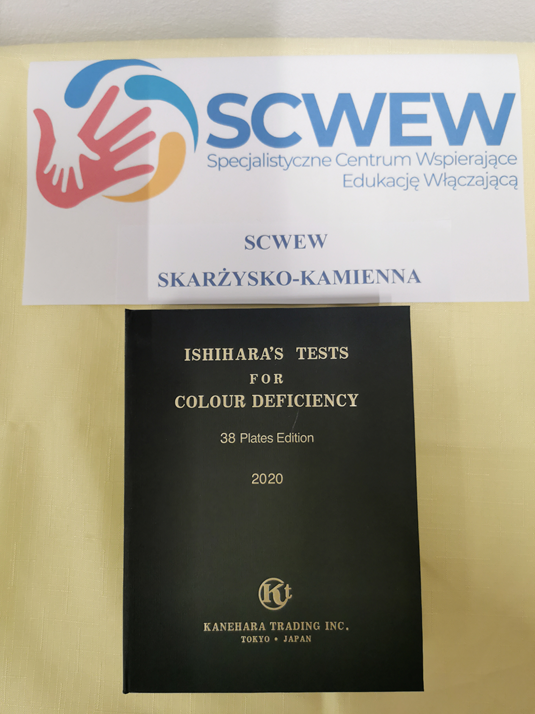 SCWEW
Specjalistyczne Centrum Wspierające
Edukację Włączającą
SCWEW
SKARŻYSKO-KAMIENNA
ISHIHARA'S TESTS
FOR
COLOUR DEFICIENCY
38 Plates Edition
2020
Kt
KANEHARA TRADING INC.
TOKYO • JAPAN